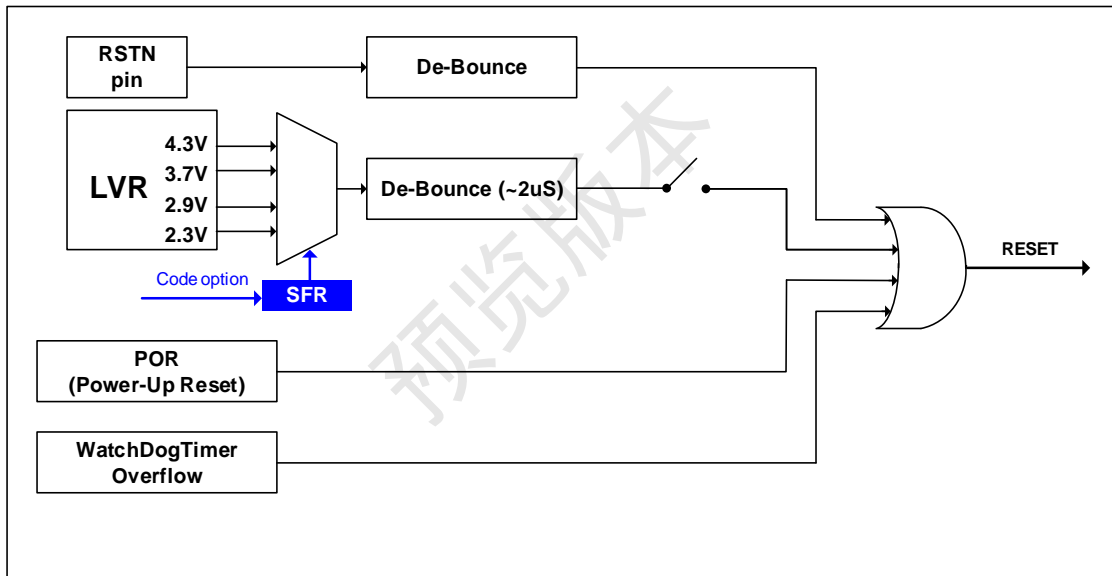 RSTN
pin
De-Bounce
4.3V
3.7V
LVR
2.9V
2.3V
De-Bounce (~2uS)
Code option
SFR
RESET
POR
(Power-Up Reset)
WatchDogTimer
Overflow
预览版本